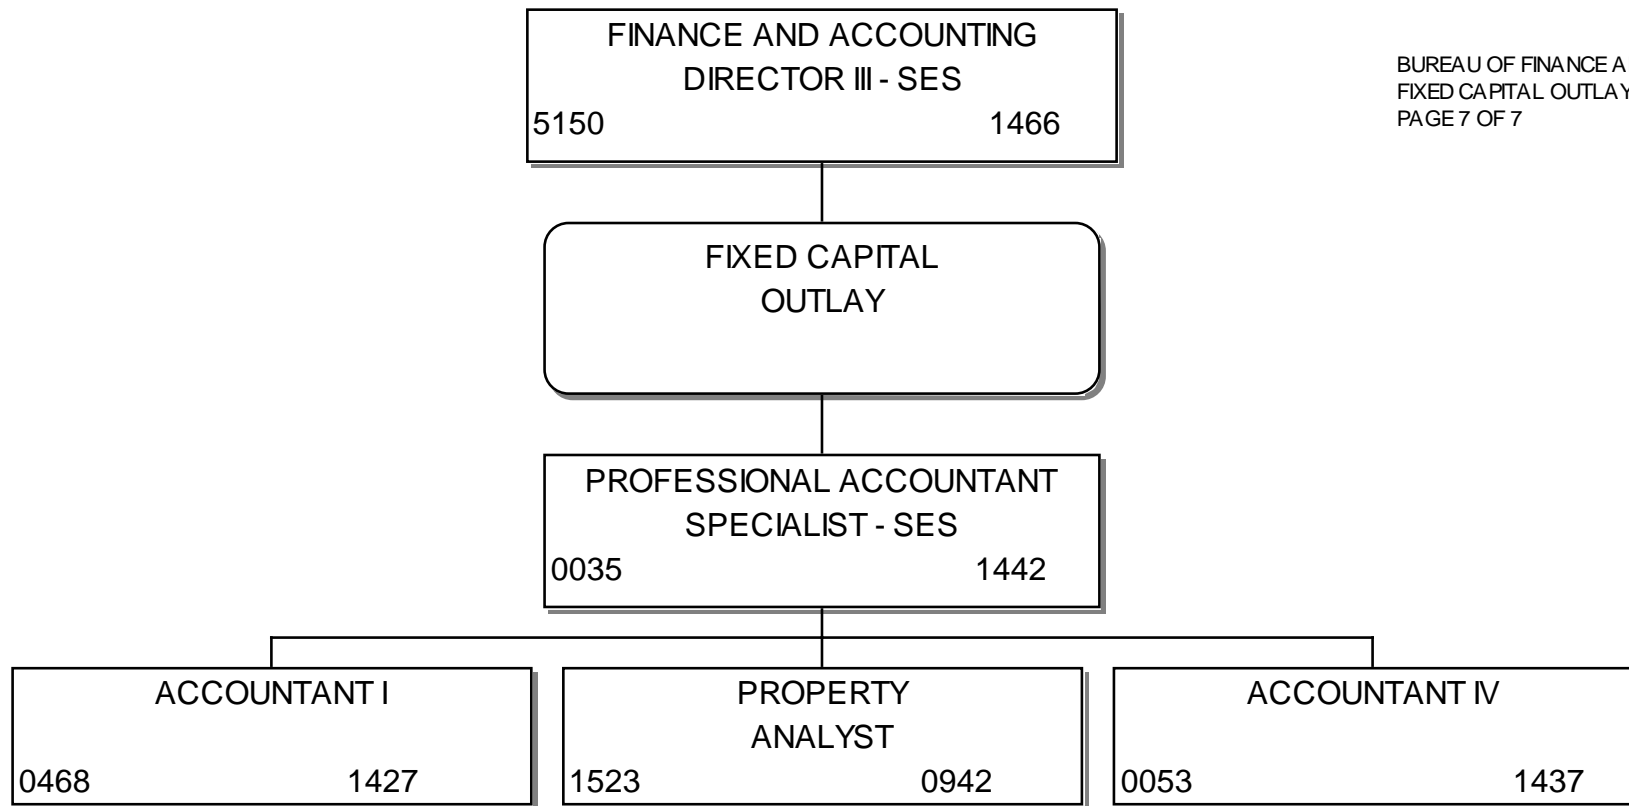 FINANCE AND ACCOUNTING
DIRECTOR III - SES
5150 1466
BUREAU OF FINANCE A
FIXED CAPITAL OUTLAY
PAGE 7 OF 7
FIXED CAPITAL
OUTLAY
PROFESSIONAL ACCOUNTANT
SPECIALIST - SES
0035 1442
ACCOUNTANT I
0468 1427
PROPERTY
ANALYST
1523 0942
ACCOUNTANT IV
0053 1437